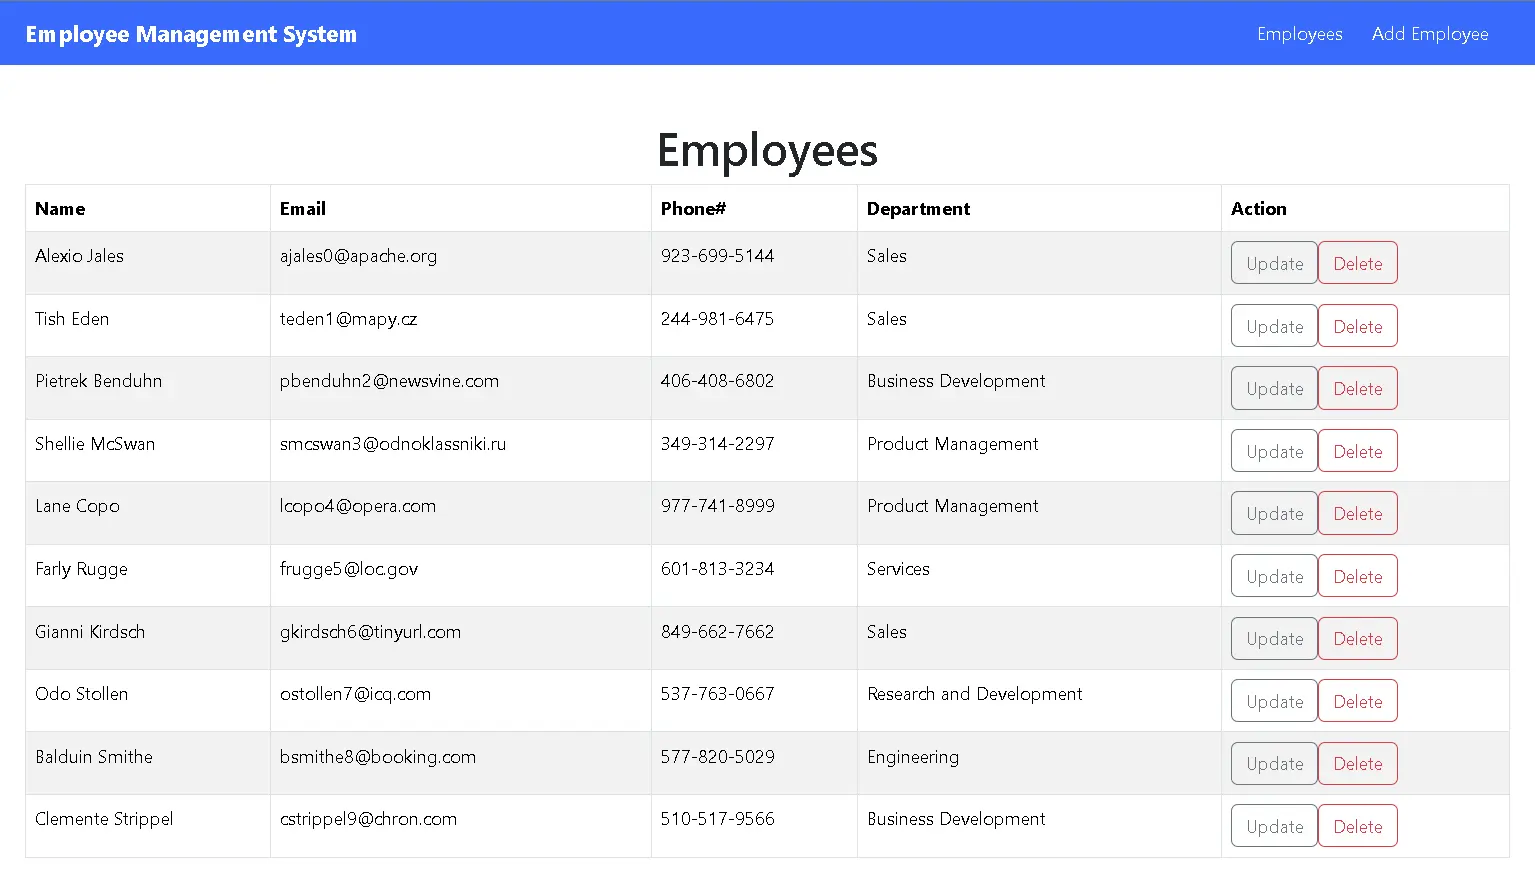 Employee Management System Employees Add Employee
Employees
Name Email Phone# Department Action
Alexio Jales ajales0@apache.org 923-699-5144 Sales Update Delete
Tish Eden teden1@mapy.cz 244-981-6475 Sales Update Delete
Pietrek Benduhn pbenduhn2@newsvine.com 406-408-6802 Business Development Update Delete
Shellie McSwan smcswan3@odnoklassniki.ru 349-314-2297 Product Management Update Delete
Lane Copo lcopo4@opera.com 977-741-8999 Product Management Update Delete
Farly Rugge frugge5@loc.gov 601-813-3234 Services Update Delete
Gianni Kirdsch gkirdsch6@tinyurl.com 849-662-7662 Sales Update Delete
Odo Stollen ostollen7@icq.com 537-763-0667 Research and Development Update Delete
Balduin Smithe bsmithe8@booking.com 577-820-5029 Engineering Update Delete
Clemente Strippel cstrippel9@chron.com 510-517-9566 Business Development Update Delete